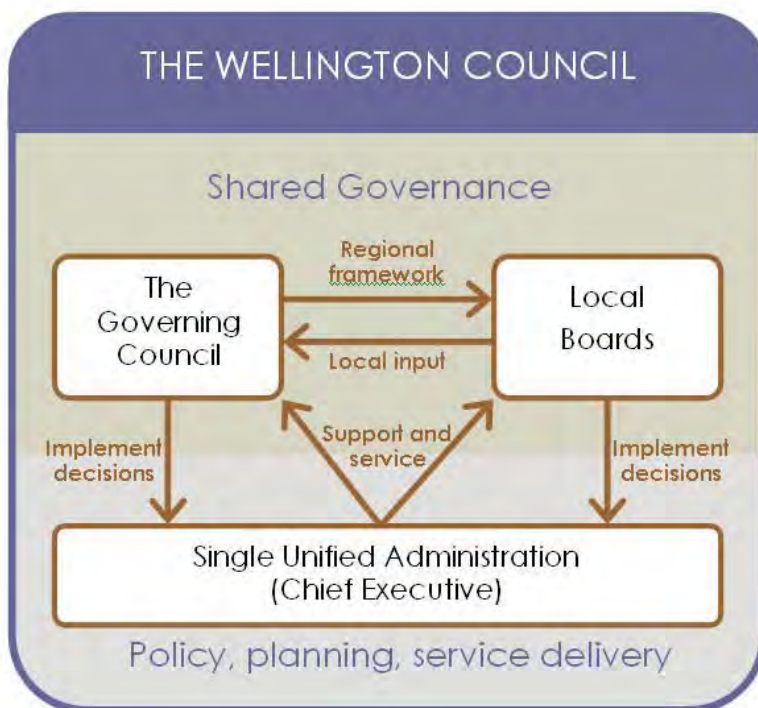 THE WELLINGTON COUNCIL
Shared Governance
Regional
framework
The
Governing
Council
Local
Boards
Local input
Implement
decisions
Support and
service
Implement
decisions
Single Unified Administration
(Chief Executive)
Policy, planning, service delivery